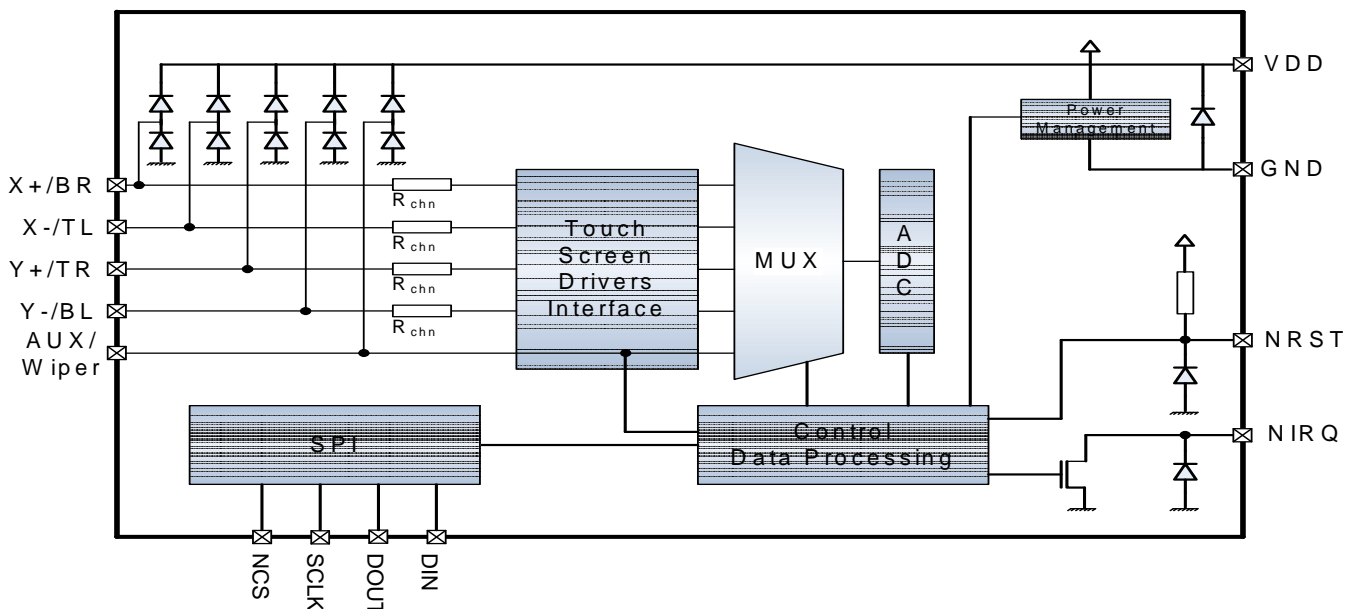 VDD
Power
Management
GND
X+/BR
Rchn
X-/TL
Rchn
Y+/TR
Rchn
Y-/BL
Rchn
AUX/
Wiper
Touch
Screen
Drivers
Interface
MUX
A
D
C
NRST
NIRQ
SPI
Control
Data Processing
NCS
SCLK
DOUT
DIN